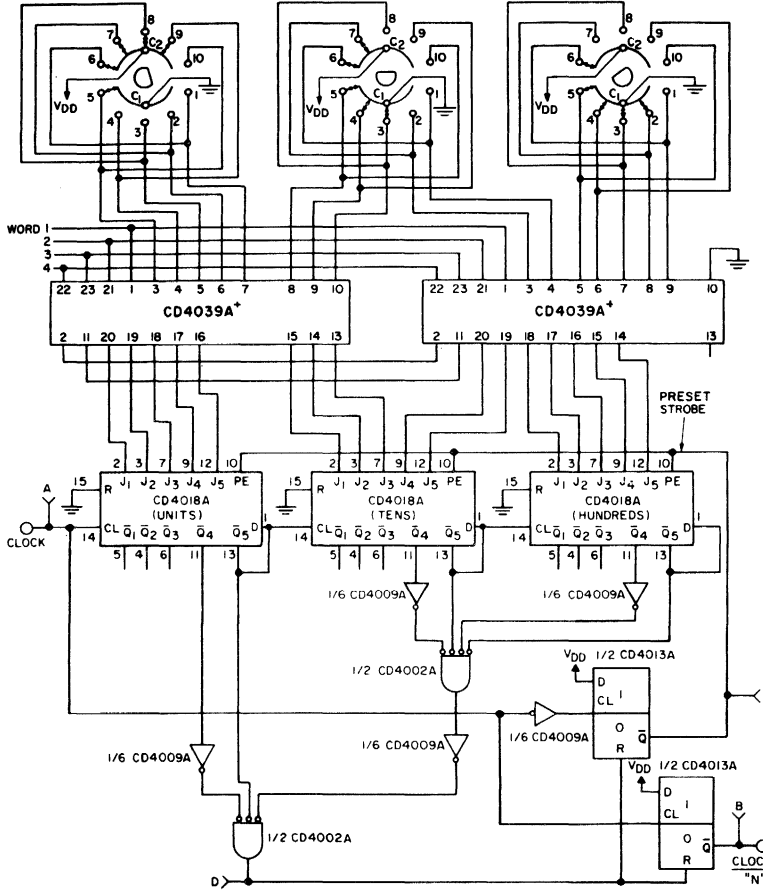 8 8 8
7 9 7 9 7 9
C2 C2 C2
6 10 6 10 6 10
VDD VDD VDD
5 C1 1 5 C1 1 5 C1 1
4 3 2 4 3 2 4 3 2
WORD 1
2
3
4
22 23 21 1 3 4 5 6 7 8 9 10 22 23 21 1 3 4 5 6 7 8 9 10
CD4039A+ CD4039A+
2 11 20 19 18 17 16 15 14 13 2 11 20 19 18 17 16 15 14 13
PRESET
STROBE
2 3 7 9 12 10 2 3 7 9 12 10 2 3 7 9 12 10
15 J1 J2 J3 J4 J5 PE 15 J1 J2 J3 J4 J5 PE 15 J1 J2 J3 J4 J5 PE
A R CD4018A R CD4018A R CD4018A
(UNITS) (TENS) (HUNDREDS)
CL Q̅1 Q̅2 Q̅3 Q̅4 Q̅5 D 1 CL Q̅1 Q̅2 Q̅3 Q̅4 Q̅5 D 1 CL Q̅1 Q̅2 Q̅3 Q̅4 Q̅5 D 1
CLOCK 14 14 14
5 4 6 11 13 5 4 6 11 13 5 4 6 11 13
1/6 CD4009A 1/6 CD4009A
1/2 CD4002A
VDD 1/2 CD4013A
D 1
CL
0 Q̅
R
1/6 CD4009A
1/6 CD4009A 1/6 CD4009A
VDD 1/2 CD4013A
D 1
CL
B
0 Q̅
R
1/2 CD4002A
CLOC
"N"
D